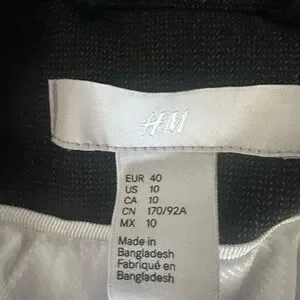 H&M
EUR 40
US 10
CA 10
CN 170/92A
MX 10
Made in
Bangladesh
Fabriqué en
Bangladesh